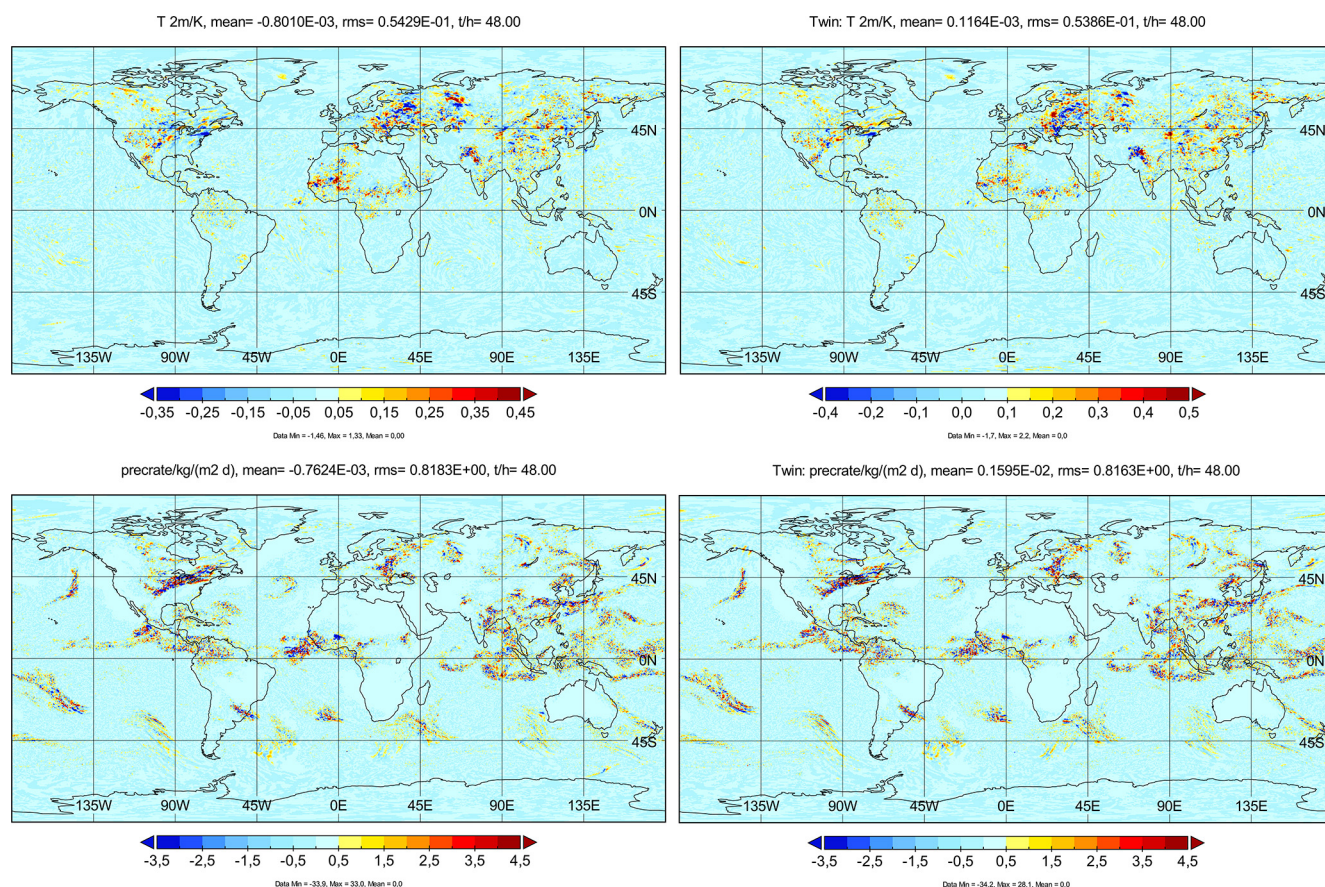 T 2m/K, mean= -0.8010E-03, rms= 0.5429E-01, t/h= 48.00
Twin: T 2m/K, mean= 0.1164E-03, rms= 0.5386E-01, t/h= 48.00
45N
45N
0N
0N
45S
45S
135W 90W 45W 0E 45E 90E 135E
135W 90W 45W 0E 45E 90E 135E
-0,35 -0,25 -0,15 -0,05 0,05 0,15 0,25 0,35 0,45
-0,4 -0,2 -0,1 0,0 0,1 0,2 0,3 0,4 0,5
Data Min = -1,46, Max = 1,33, Mean = 0,00
Data Min = -1,7, Max = 2,2, Mean = 0,0
precrate/kg/(m2 d), mean= -0.7624E-03, rms= 0.8183E+00, t/h= 48.00
Twin: precrate/kg/(m2 d), mean= 0.1595E-02, rms= 0.8163E+00, t/h= 48.00
45N
45N
0N
0N
45S
45S
135W 90W 45W 0E 45E 90E 135E
135W 90W 45W 0E 45E 90E 135E
-3,5 -2,5 -1,5 -0,5 0,5 1,5 2,5 3,5 4,5
-3,5 -2,5 -1,5 -0,5 0,5 1,5 2,5 3,5 4,5
Data Min = -33,9, Max = 33,0, Mean = 0,0
Data Min = -34,2, Max = 28,1, Mean = 0,0